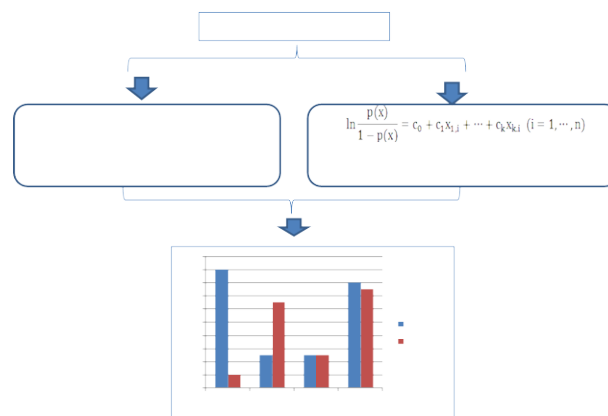 ln p(x) / 1 − p(x) = c₀ + c₁x₁,ᵢ + ⋯ + cₖxₖ,ᵢ (i = 1, ⋯, n)